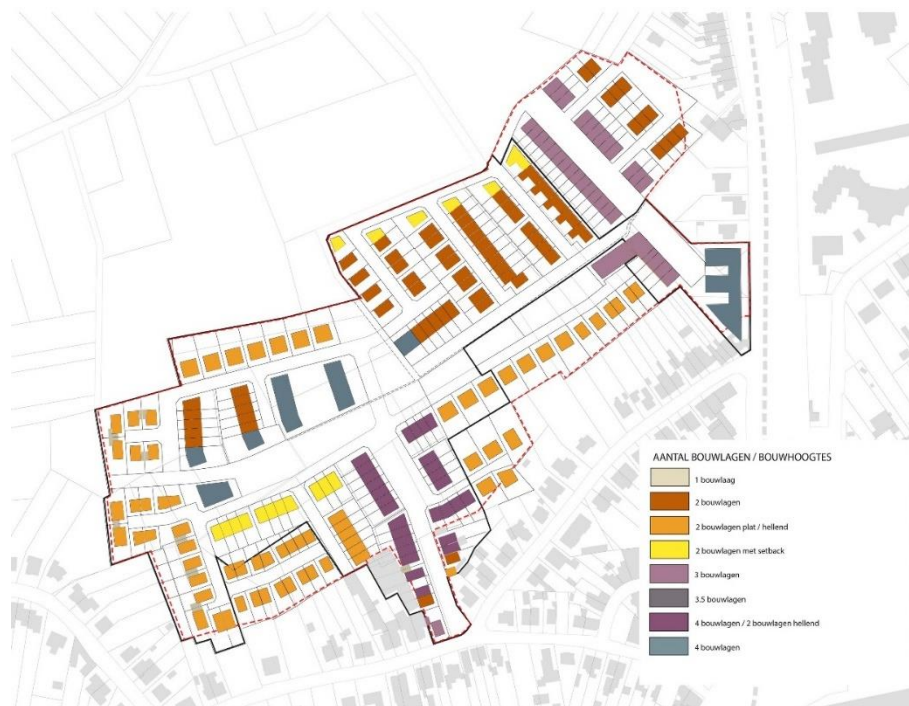 AANTAL BOUWLAGEN / BOUWHOOGTES
1 bouwlaag
2 bouwlagen
2 bouwlagen plat / hellend
2 bouwlagen met setback
3 bouwlagen
3.5 bouwlagen
4 bouwlagen / 2 bouwlagen hellend
4 bouwlagen